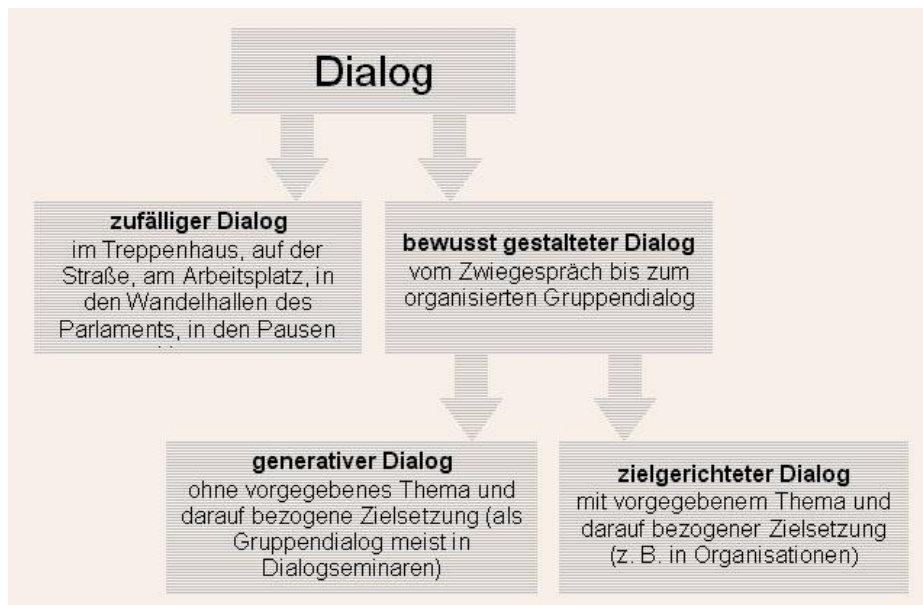 Dialog
zufälliger Dialog
im Treppenhaus, auf der
Straße, am Arbeitsplatz, in
den Wandelhallen des
Parlaments, in den Pausen
bewusst gestalteter Dialog
vom Zwiegespräch bis zum
organisierten Gruppendialog
generativer Dialog
ohne vorgegebenes Thema und
darauf bezogene Zielsetzung (als
Gruppendialog meist in
Dialogseminaren)
zielgerichteter Dialog
mit vorgegebenem Thema und
darauf bezogener Zielsetzung
(z. B. in Organisationen)